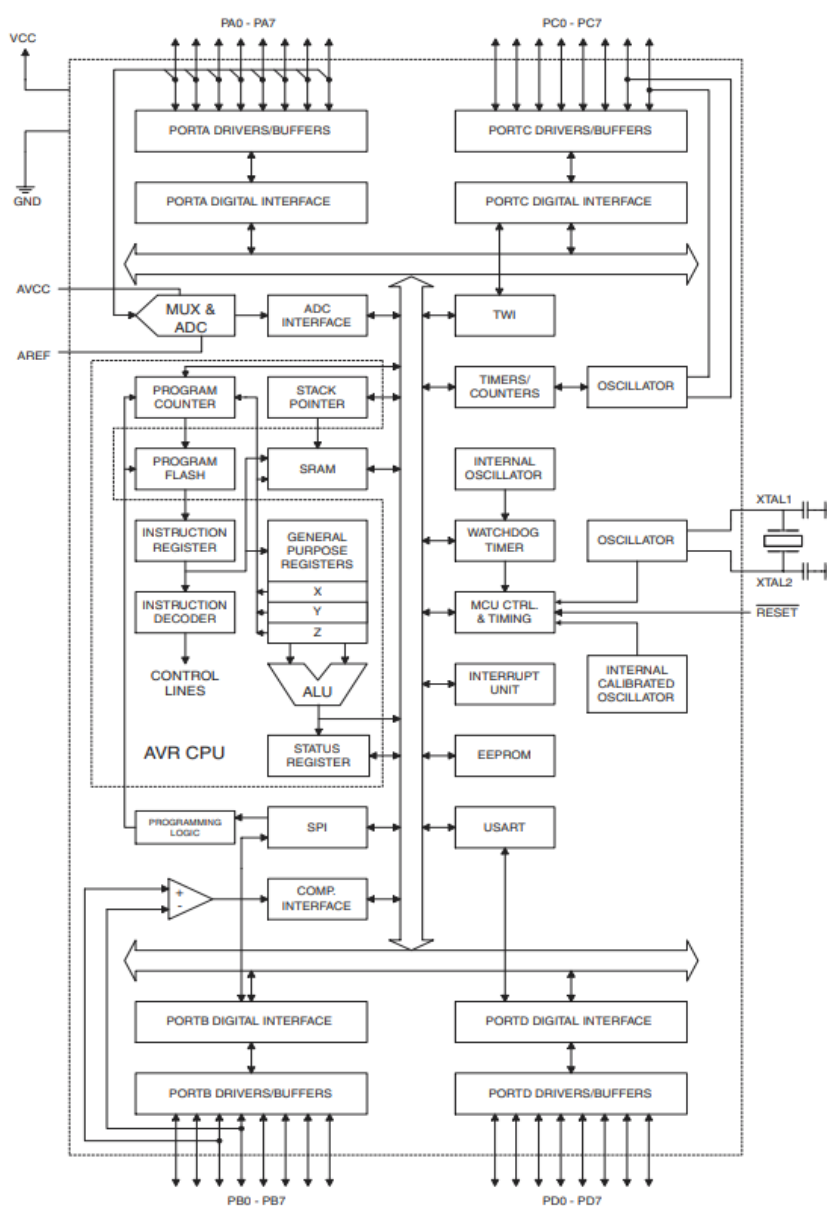 PA0 - PA7
PC0 - PC7
VCC
PORTA DRIVERS/BUFFERS
PORTC DRIVERS/BUFFERS
PORTA DIGITAL INTERFACE
PORTC DIGITAL INTERFACE
GND
AVCC
MUX &
ADC
ADC
INTERFACE
TWI
AREF
PROGRAM
COUNTER
STACK
POINTER
TIMERS/
COUNTERS
OSCILLATOR
PROGRAM
FLASH
SRAM
INTERNAL
OSCILLATOR
XTAL1
INSTRUCTION
REGISTER
GENERAL
PURPOSE
REGISTERS
WATCHDOG
TIMER
OSCILLATOR
XTAL2
X
Y
Z
INSTRUCTION
DECODER
MCU CTRL.
& TIMING
RESET
CONTROL
LINES
ALU
INTERRUPT
UNIT
INTERNAL
CALIBRATED
OSCILLATOR
AVR CPU
STATUS
REGISTER
EEPROM
PROGRAMMING
LOGIC
SPI
USART
+
-
COMP.
INTERFACE
PORTB DIGITAL INTERFACE
PORTD DIGITAL INTERFACE
PORTB DRIVERS/BUFFERS
PORTD DRIVERS/BUFFERS
PB0 - PB7
PD0 - PD7